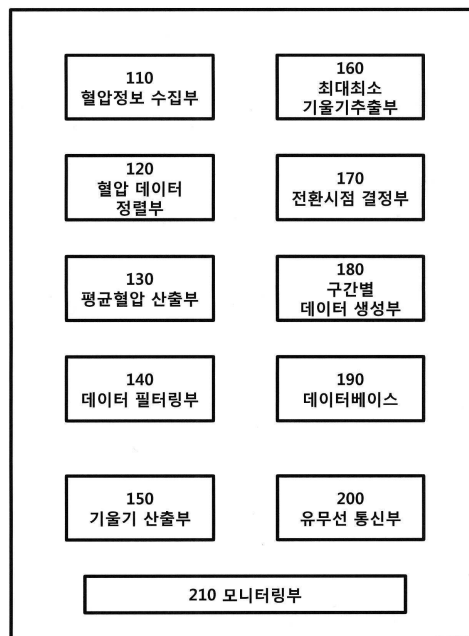 110
혈압정보 수집부
120
혈압 데이터
정렬부
130
평균혈압 산출부
140
데이터 필터링부
150
기울기 산출부
160
최대최소
기울기추출부
170
전환시점 결정부
180
구간별
데이터 생성부
190
데이터베이스
200
유무선 통신부
210 모니터링부